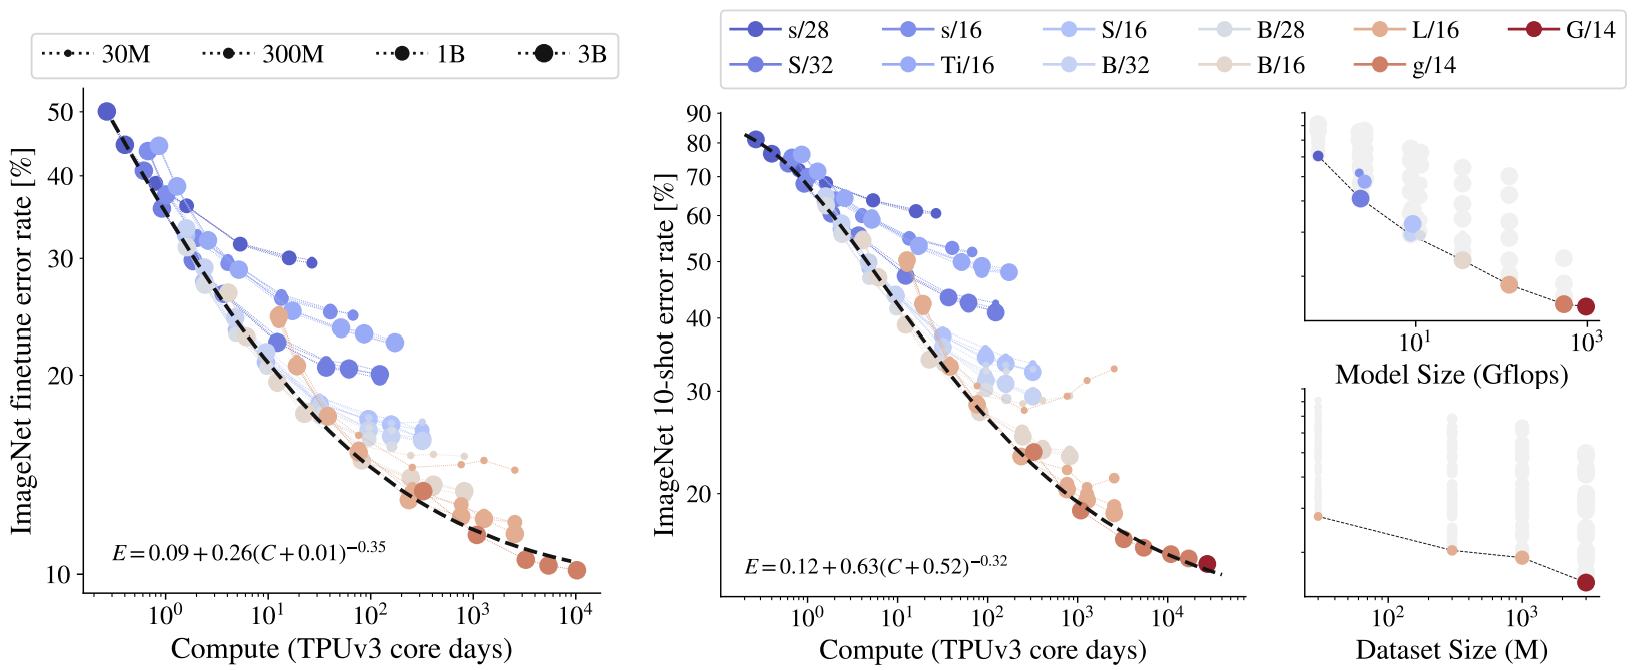 30M 300M 1B 3B
s/28 s/16 S/16 B/28 L/16 G/14
S/32 Ti/16 B/32 B/16 g/14
ImageNet finetune error rate [%]
50
40
30
20
10
E = 0.09 + 0.26(C + 0.01)^−0.35
10^0 10^1 10^2 10^3 10^4
Compute (TPUv3 core days)
ImageNet 10-shot error rate [%]
90
80
70
60
50
40
30
20
E = 0.12 + 0.63(C + 0.52)^−0.32
10^0 10^1 10^2 10^3 10^4
Compute (TPUv3 core days)
10^1 10^3
Model Size (Gflops)
10^2 10^3
Dataset Size (M)